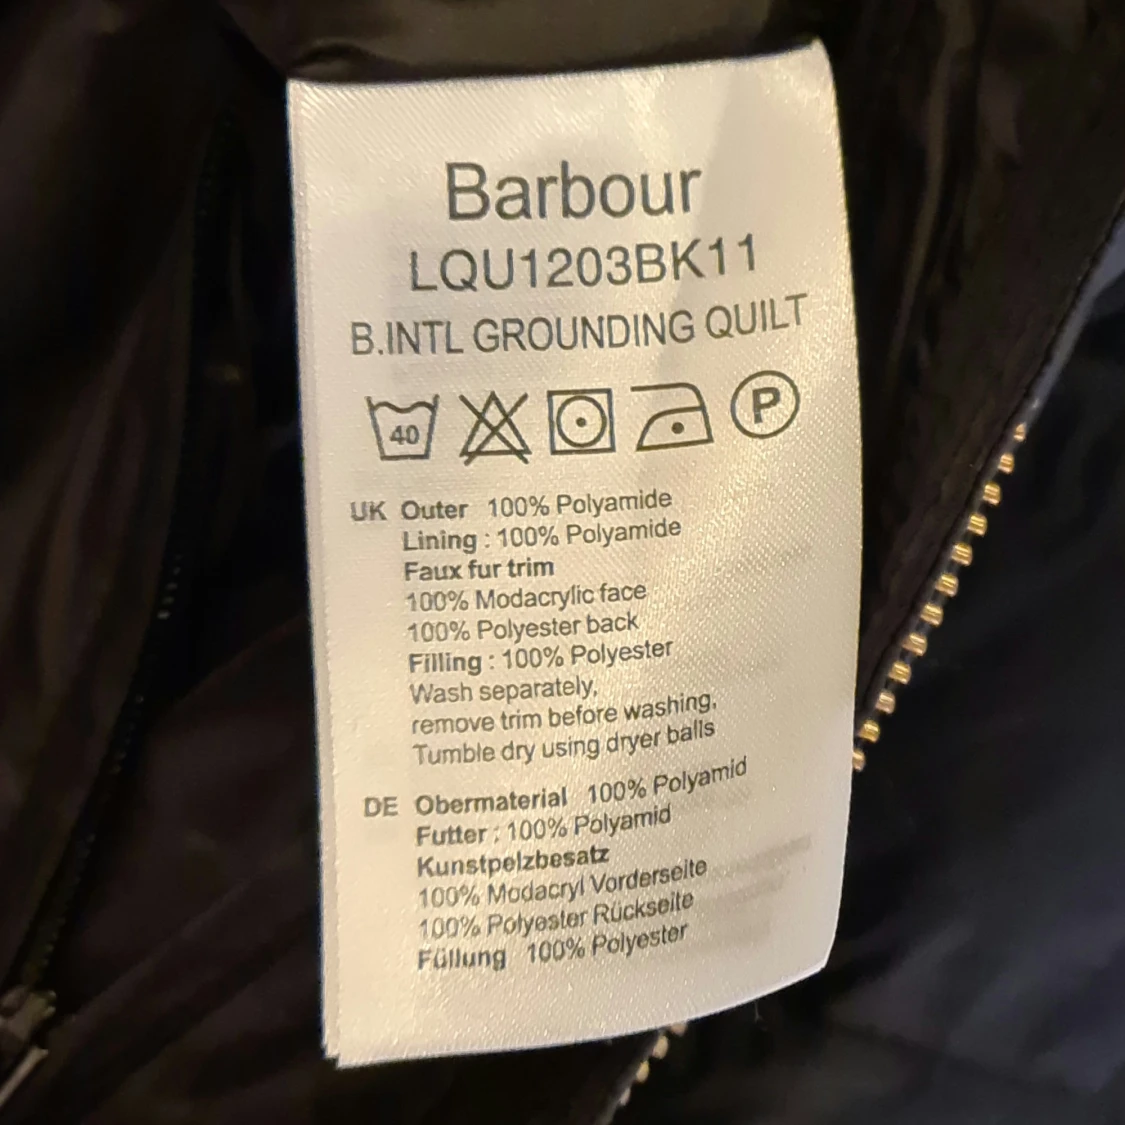 Barbour
LQU1203BK11
B.INTL GROUNDING QUILT
40 P
UK Outer 100% Polyamide
Lining : 100% Polyamide
Faux fur trim
100% Modacrylic face
100% Polyester back
Filling : 100% Polyester
Wash separately,
remove trim before washing,
Tumble dry using dryer balls
DE Obermaterial 100% Polyamid
Futter : 100% Polyamid
Kunstpelzbesatz
100% Modacryl Vorderseite
100% Polyester Rückseite
Füllung 100% Polyester